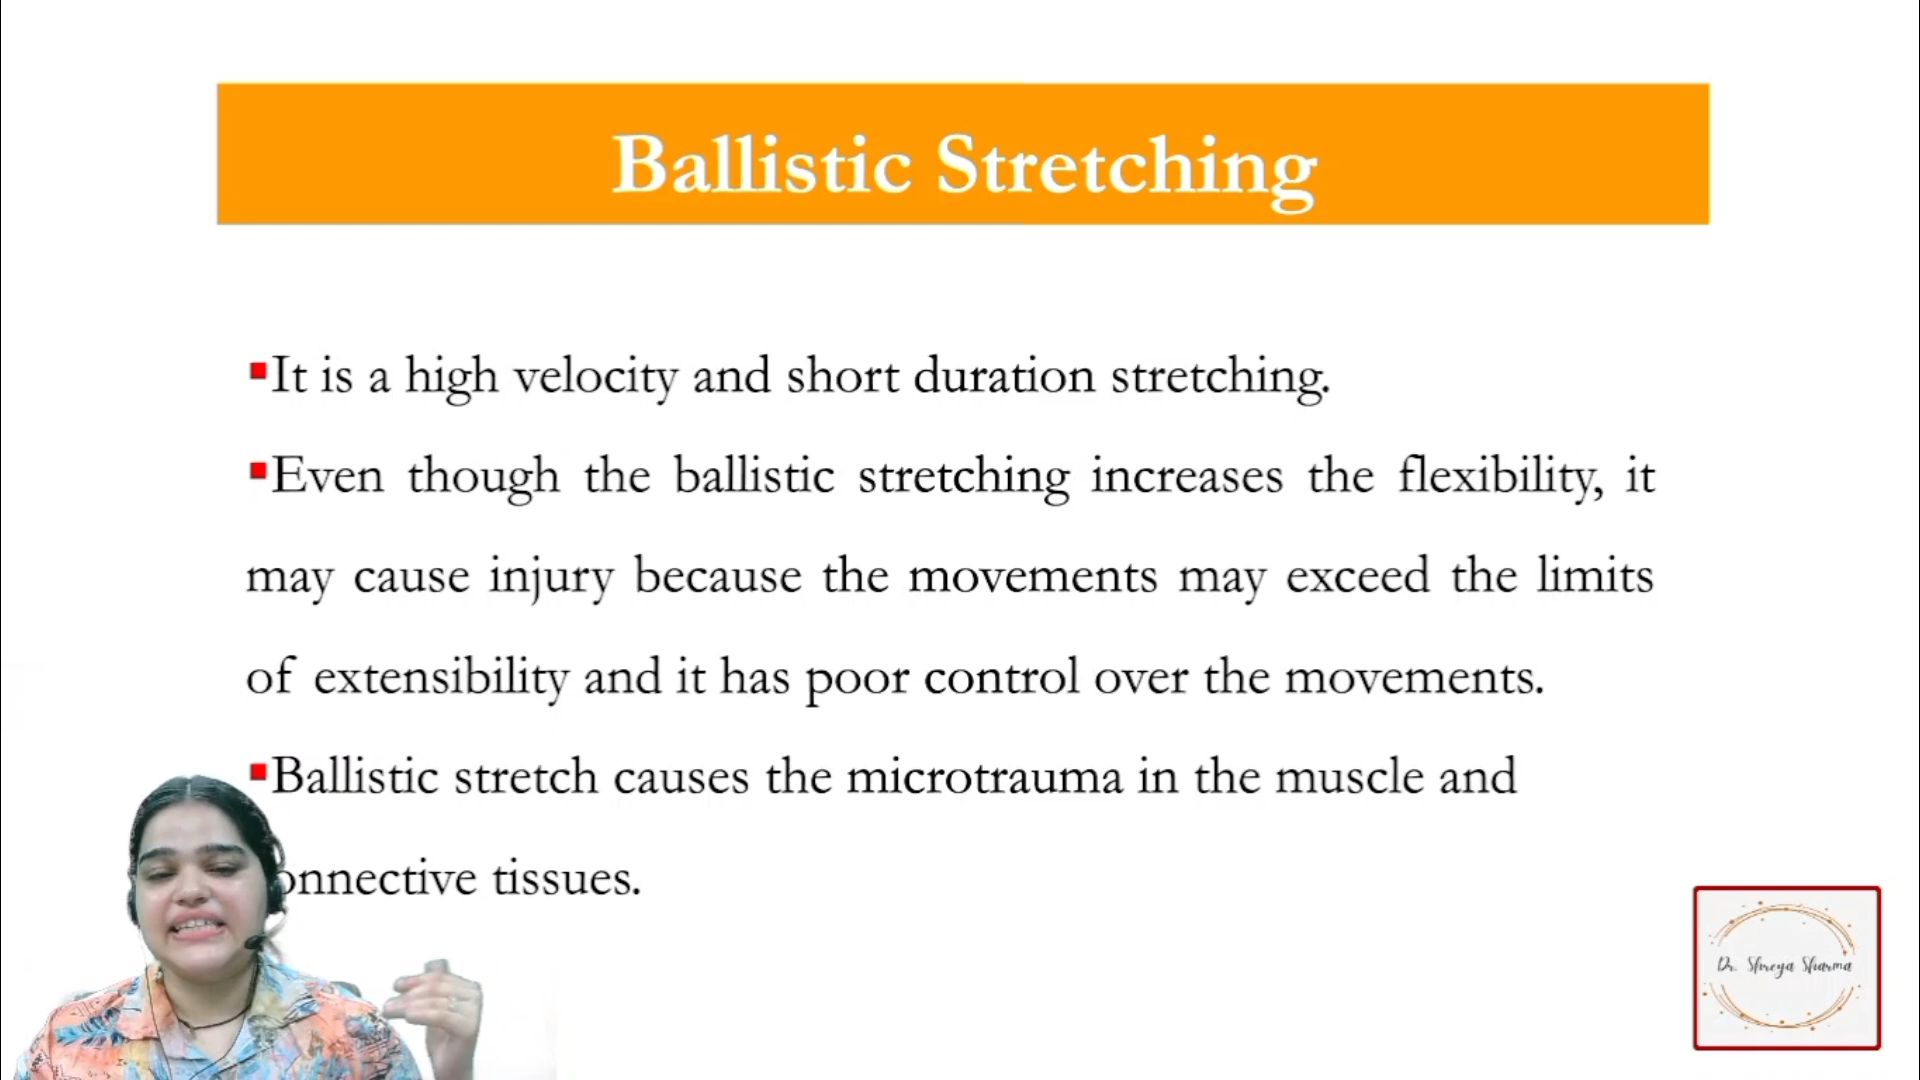 Ballistic Stretching
▪It is a high velocity and short duration stretching.
▪Even though the ballistic stretching increases the flexibility, it
may cause injury because the movements may exceed the limits
of extensibility and it has poor control over the movements.
▪Ballistic stretch causes the microtrauma in the muscle and
onnective tissues.
Dr. Shreya Sharma